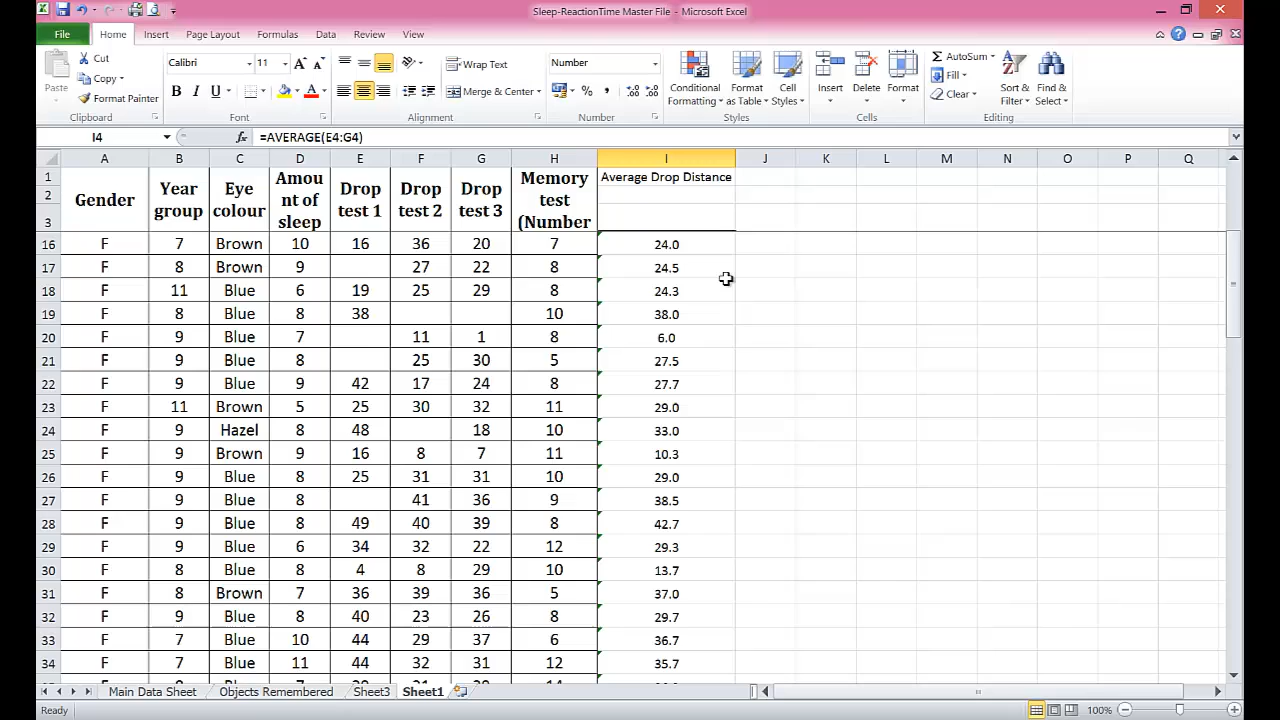 Sleep-ReactionTime Master File - Microsoft Excel
File Home Insert Page Layout Formulas Data Review View
Paste
Cut
Copy
Format Painter
Clipboard
Calibri 11
B I U
Font
Wrap Text
Merge & Center
Alignment
Number
Number
Conditional Formatting
Format as Table
Cell Styles
Styles
Insert Delete Format
Cells
AutoSum
Fill
Clear
Sort & Filter
Find & Select
Editing
I4 fx =AVERAGE(E4:G4)
A B C D E F G H I J K L M N O P Q
1
2
3
Gender
Year group
Eye colour
Amou nt of sleep
Drop test 1
Drop test 2
Drop test 3
Memory test (Number
Average Drop Distance
16 F 7 Brown 10 16 36 20 7 24.0
17 F 8 Brown 9 27 22 8 24.5
18 F 11 Blue 6 19 25 29 8 24.3
19 F 8 Blue 8 38 10 38.0
20 F 9 Blue 7 11 1 8 6.0
21 F 9 Blue 8 25 30 5 27.5
22 F 9 Blue 9 42 17 24 8 27.7
23 F 11 Brown 5 25 30 32 11 29.0
24 F 9 Hazel 8 48 18 10 33.0
25 F 9 Brown 9 16 8 7 11 10.3
26 F 9 Blue 8 25 31 31 10 29.0
27 F 9 Blue 8 41 36 9 38.5
28 F 9 Blue 8 49 40 39 8 42.7
29 F 9 Blue 6 34 32 22 12 29.3
30 F 8 Blue 8 4 8 29 10 13.7
31 F 8 Brown 7 36 39 36 5 37.0
32 F 9 Blue 8 40 23 26 8 29.7
33 F 7 Blue 10 44 29 37 6 36.7
34 F 7 Blue 11 44 32 31 12 35.7
Main Data Sheet Objects Remembered Sheet3 Sheet1
Ready 100%